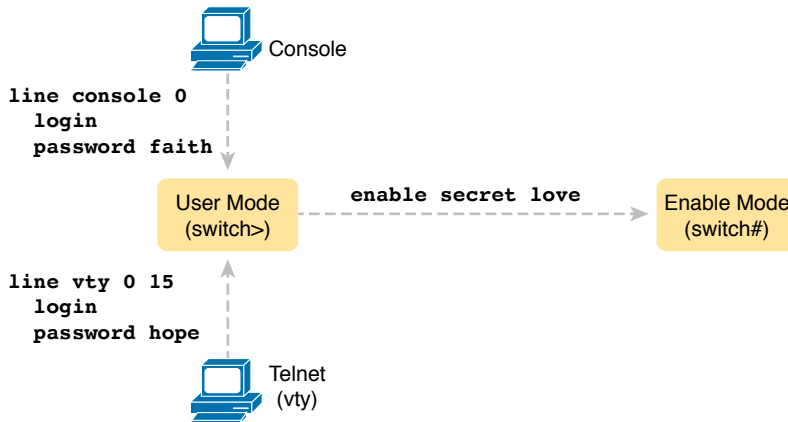 Console
line console 0
login
password faith
User Mode
(switch>)
enable secret love
Enable Mode
(switch#)
line vty 0 15
login
password hope
Telnet
(vty)